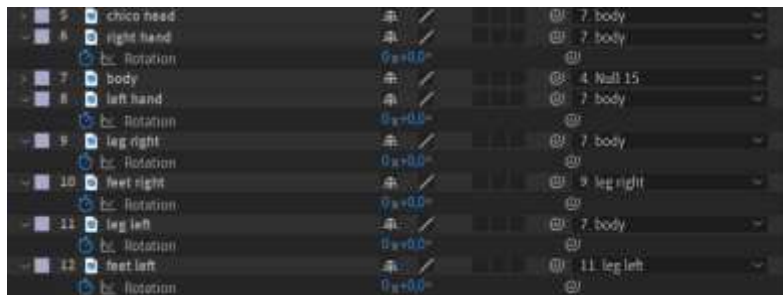 5 chico head 7. body
6 right hand 7. body
Rotation 0x+0,0°
7 body 4. Null 15
8 left hand 7. body
Rotation 0x+0,0°
9 leg right 7. body
Rotation 0x+0,0°
10 feet right 9. leg right
Rotation 0x+0,0°
11 leg left 7. body
Rotation 0x+0,0°
12 feet left 11. leg left
Rotation 0x+0,0°